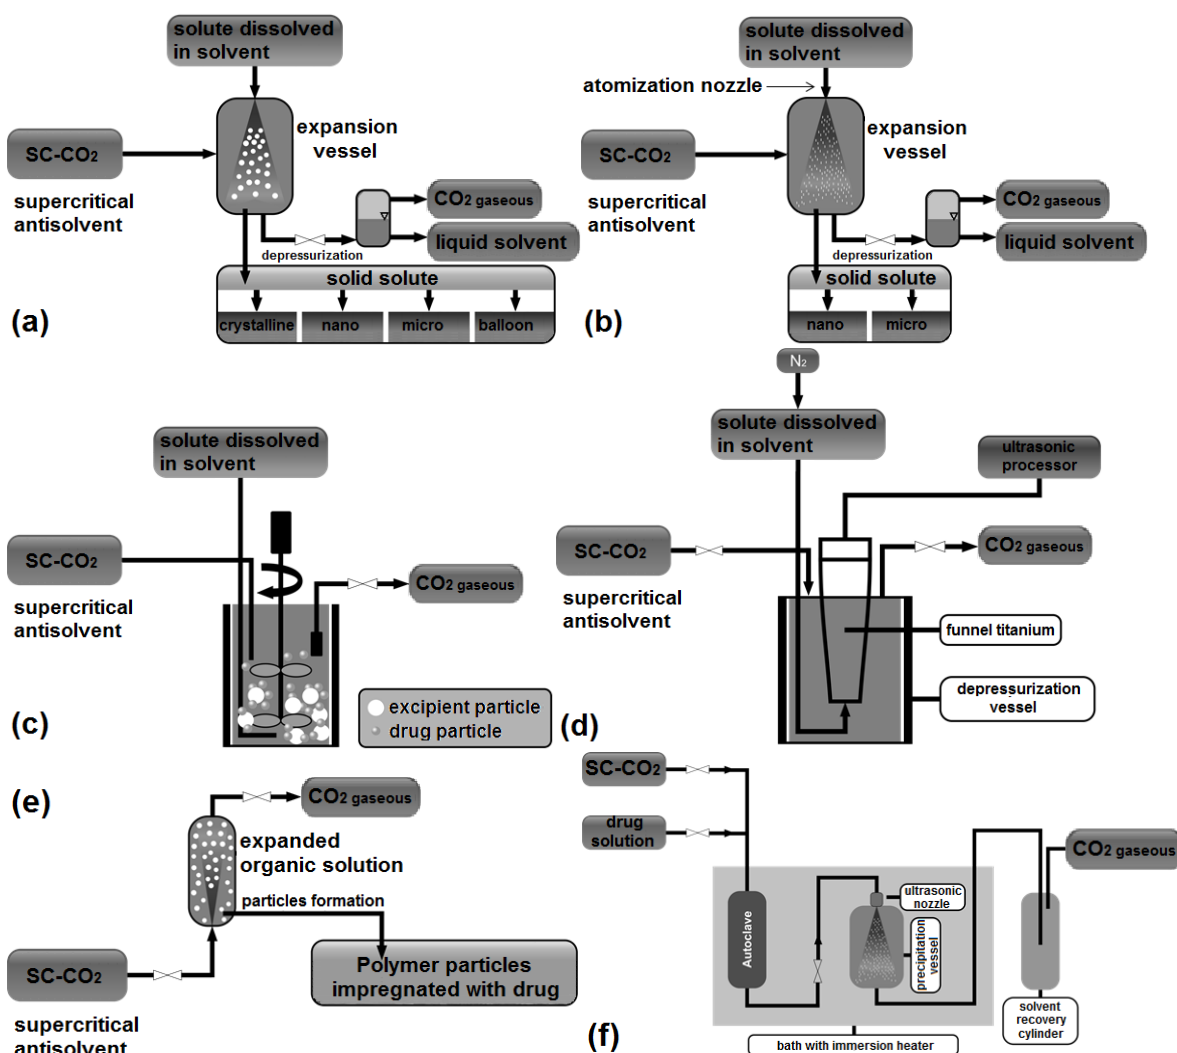 solute dissolved
in solvent
SC-CO2
supercritical
antisolvent
expansion
vessel
CO2 gaseous
liquid solvent
depressurization
solid solute
crystalline
nano
micro
balloon
(a)
solute dissolved
in solvent
atomization nozzle
SC-CO2
supercritical
antisolvent
expansion
vessel
CO2 gaseous
liquid solvent
depressurization
solid solute
nano
micro
(b)
solute dissolved
in solvent
SC-CO2
supercritical
antisolvent
CO2 gaseous
excipient particle
drug particle
(c)
N2
solute dissolved
in solvent
ultrasonic
processor
SC-CO2
supercritical
antisolvent
CO2 gaseous
funnel titanium
depressurization
vessel
(d)
(e)
CO2 gaseous
expanded
organic solution
particles formation
SC-CO2
supercritical
antisolvent
Polymer particles
impregnated with drug
SC-CO2
drug
solution
Autoclave
ultrasonic
nozzle
precipitation
vessel
CO2 gaseous
solvent
recovery
cylinder
bath with immersion heater
(f)